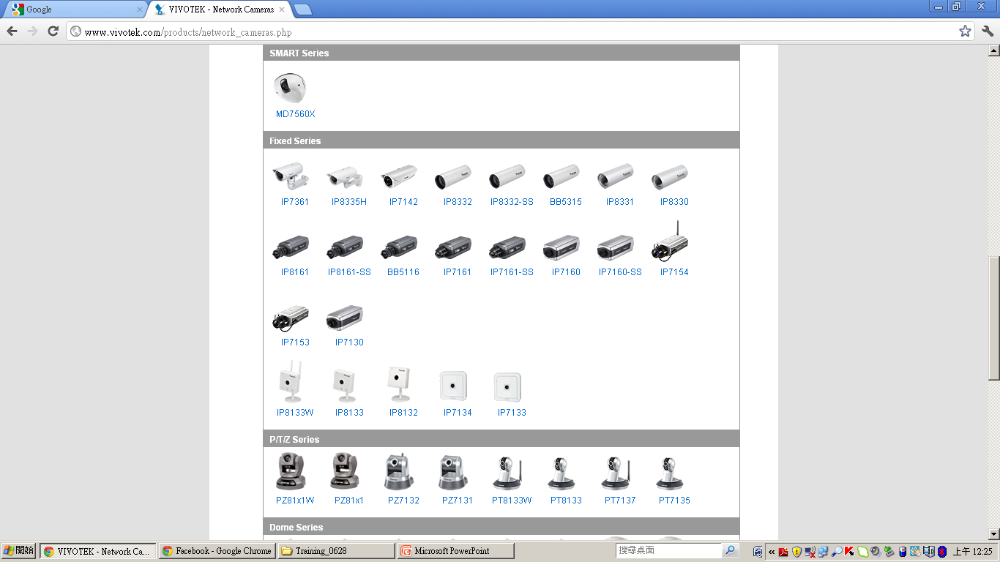 Google
VIVOTEK - Network Cameras
www.vivotek.com/products/network_cameras.php
SMART Series
MD7560X
Fixed Series
IP7361 IP8335H IP7142 IP8332 IP8332-SS BB5315 IP8331 IP8330
IP8161 IP8161-SS BB5116 IP7161 IP7161-SS IP7160 IP7160-SS IP7154
IP7153 IP7130
IP8133W IP8133 IP8132 IP7134 IP7133
P/T/Z Series
PZ81x1W PZ81x1 PZ7132 PZ7131 PT8133W PT8133 PT7137 PT7135
Dome Series
開始 VIVOTEK - Network Ca... Facebook - Google Chrome Training_0628 Microsoft PowerPoint 搜尋桌面 « 上午 12:25